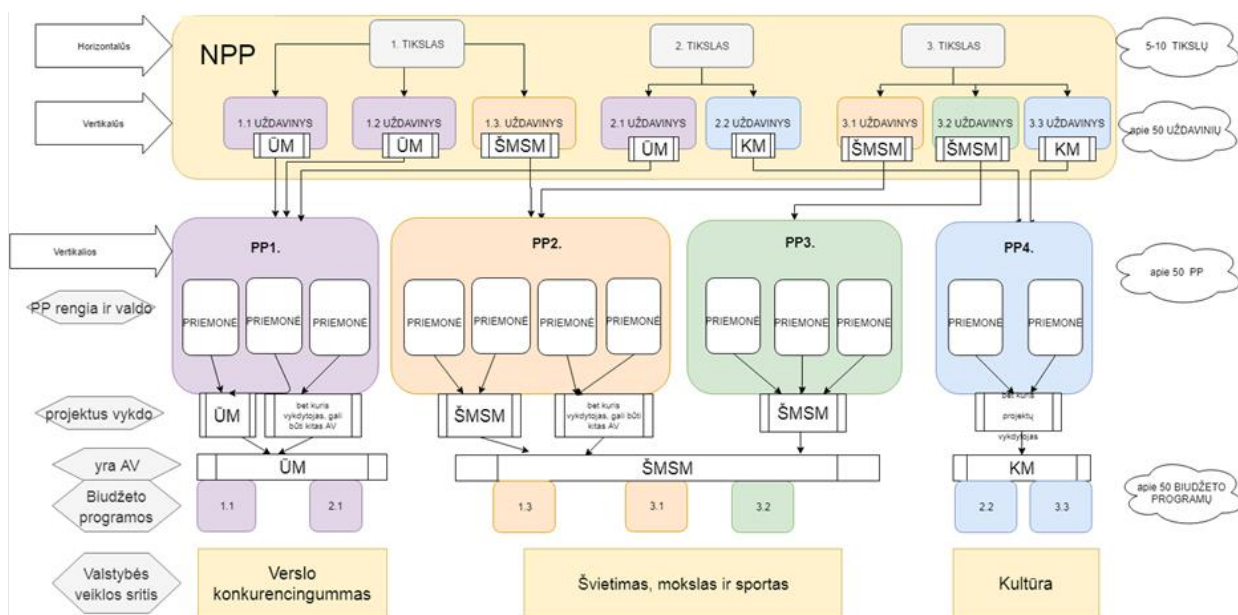 Horizontalūs
NPP
1. TIKSLAS
2. TIKSLAS
3. TIKSLAS
5-10 TIKSLŲ
Vertikalūs
1.1 UŽDAVINYS
1.2 UŽDAVINYS
1.3. UŽDAVINYS
2.1 UŽDAVINYS
2.2 UŽDAVINYS
3.1 UŽDAVINYS
3.2 UŽDAVINYS
3.3 UŽDAVINYS
apie 50 UŽDAVINIŲ
ŪM
ŪM
ŠMSM
ŪM
KM
ŠMSM
ŠMSM
KM
Vertikalios
PP1.
PP2.
PP3.
PP4.
apie 50 PP
PP rengia ir valdo
PRIEMONĖ
PRIEMONĖ
PRIEMONĖ
PRIEMONĖ
PRIEMONĖ
PRIEMONĖ
PRIEMONĖ
PRIEMONĖ
PRIEMONĖ
PRIEMONĖ
PRIEMONĖ
PRIEMONĖ
projektus vykdo
ŪM
bet kuris
vykdytojas, gali
būti kitas AV
ŠMSM
bet kuris
vykdytojas, gali būti
kitas AV
ŠMSM
bet kuris
projektų
vykdytojas
yra AV
ŪM
ŠMSM
KM
Biudžeto
programos
1.1
2.1
1.3
3.1
3.2
2.2
3.3
apie 50 BIUDŽETO
PROGRAMŲ
Valstybės
veiklos sritis
Verslo
konkurencingummas
Švietimas, mokslas ir sportas
Kultūra